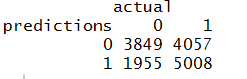 actual
predictions 0 1
0 3849 4057
1 1955 5008